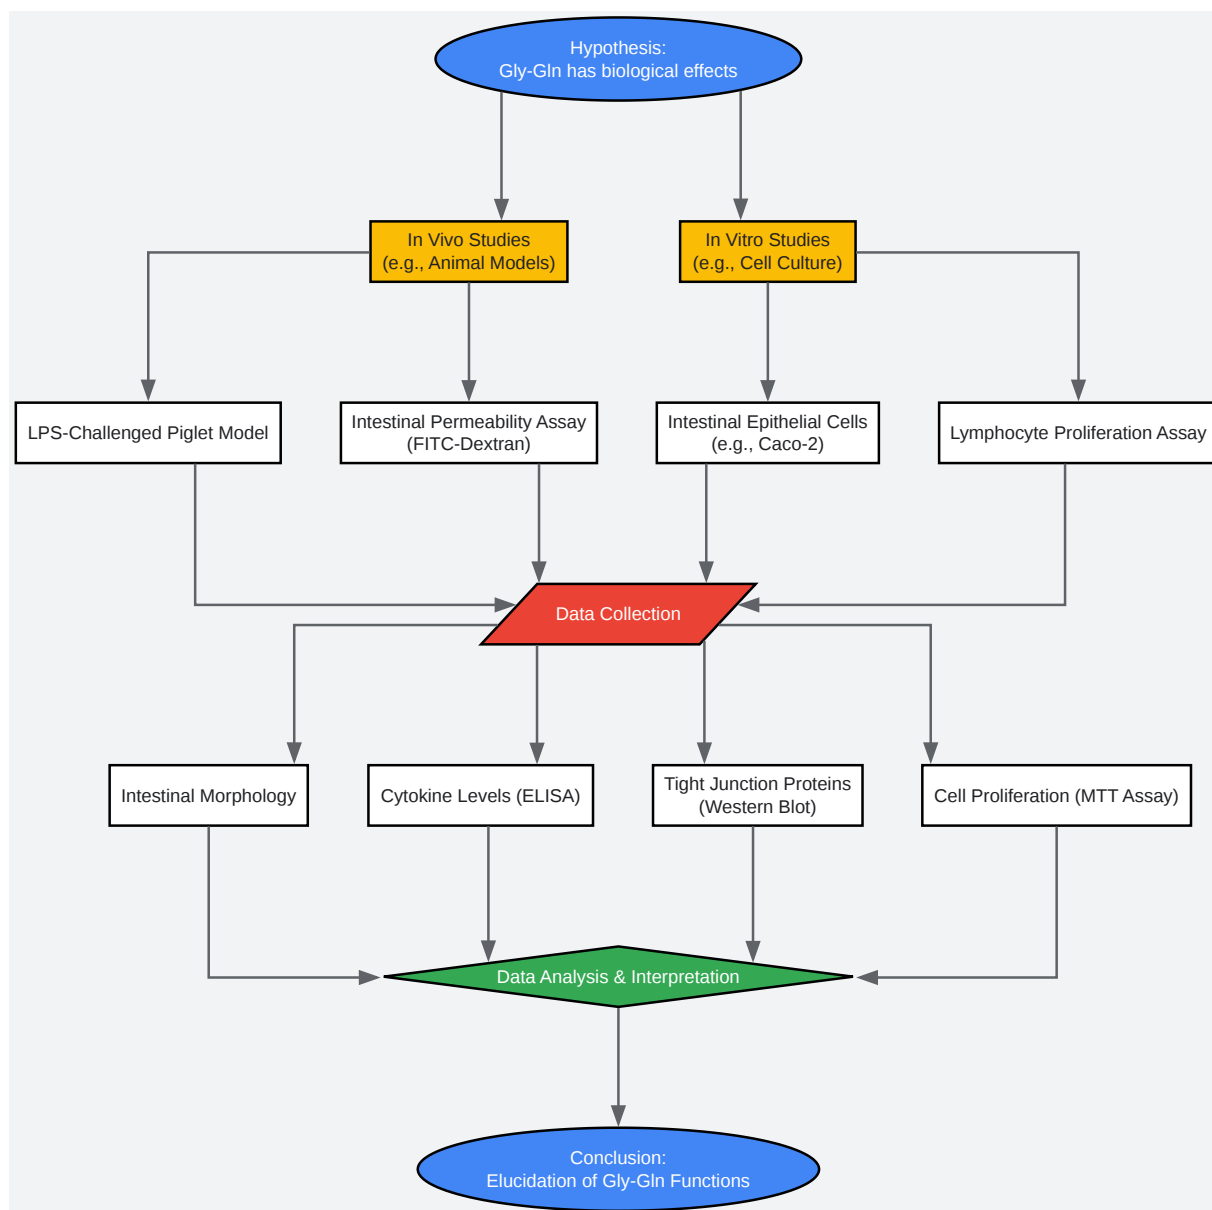 Hypothesis:
Gly-Gln has biological effects
In Vivo Studies
(e.g., Animal Models)
In Vitro Studies
(e.g., Cell Culture)
LPS-Challenged Piglet Model
Intestinal Permeability Assay
(FITC-Dextran)
Intestinal Epithelial Cells
(e.g., Caco-2)
Lymphocyte Proliferation Assay
Data Collection
Intestinal Morphology
Cytokine Levels (ELISA)
Tight Junction Proteins
(Western Blot)
Cell Proliferation (MTT Assay)
Data Analysis & Interpretation
Conclusion:
Elucidation of Gly-Gln Functions